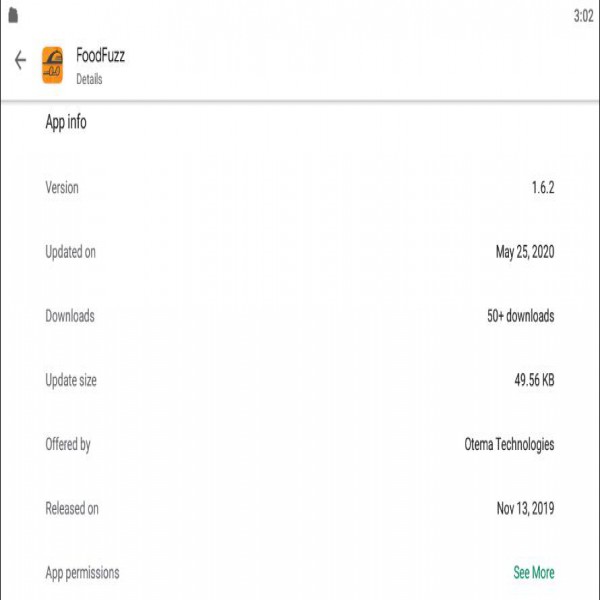 3:02
FoodFuzz
Details
App info
Version 1.6.2
Updated on May 25, 2020
Downloads 50+ downloads
Update size 49.56 KB
Offered by Otema Technologies
Released on Nov 13, 2019
App permissions See More